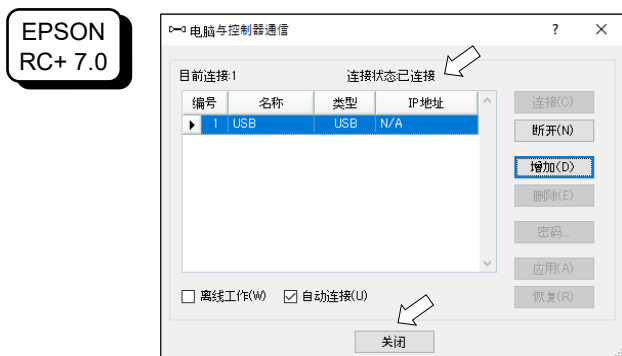 EPSON
RC+ 7.0
电脑与控制器通信
?
目前连接:1
连接状态已连接
编号 名称 类型 IP地址
1 USB USB N/A
连接(C)
断开(N)
增加(D)
删除(E)
密码...
应用(A)
恢复(R)
离线工作(W) 自动连接(U)
关闭